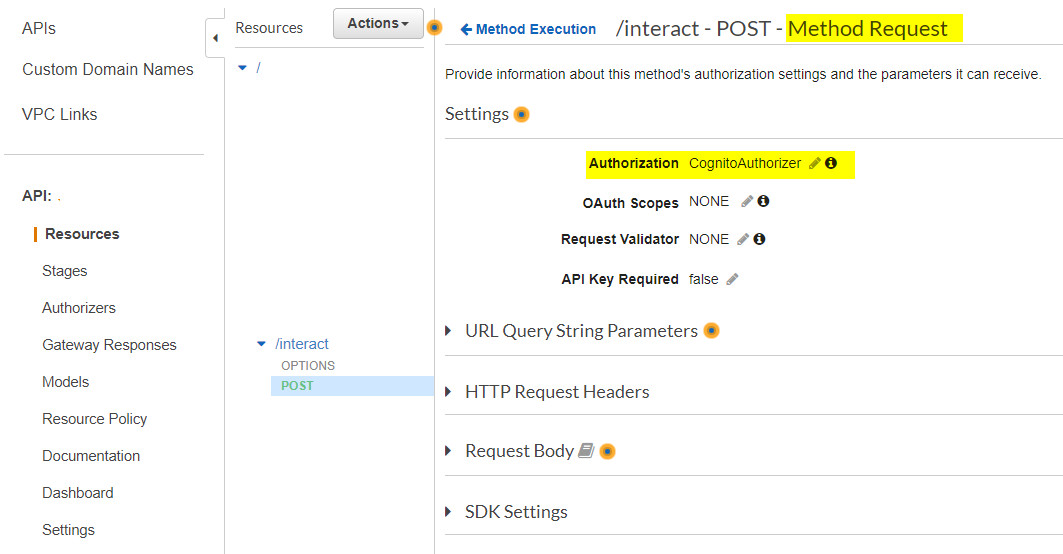 APIs
Custom Domain Names
VPC Links
API: .
Resources
Stages
Authorizers
Gateway Responses
Models
Resource Policy
Documentation
Dashboard
Settings
Resources
Actions
/
/interact
OPTIONS
POST
Method Execution /interact - POST - Method Request
Provide information about this method's authorization settings and the parameters it can receive.
Settings
Authorization CognitoAuthorizer
OAuth Scopes NONE
Request Validator NONE
API Key Required false
URL Query String Parameters
HTTP Request Headers
Request Body
SDK Settings